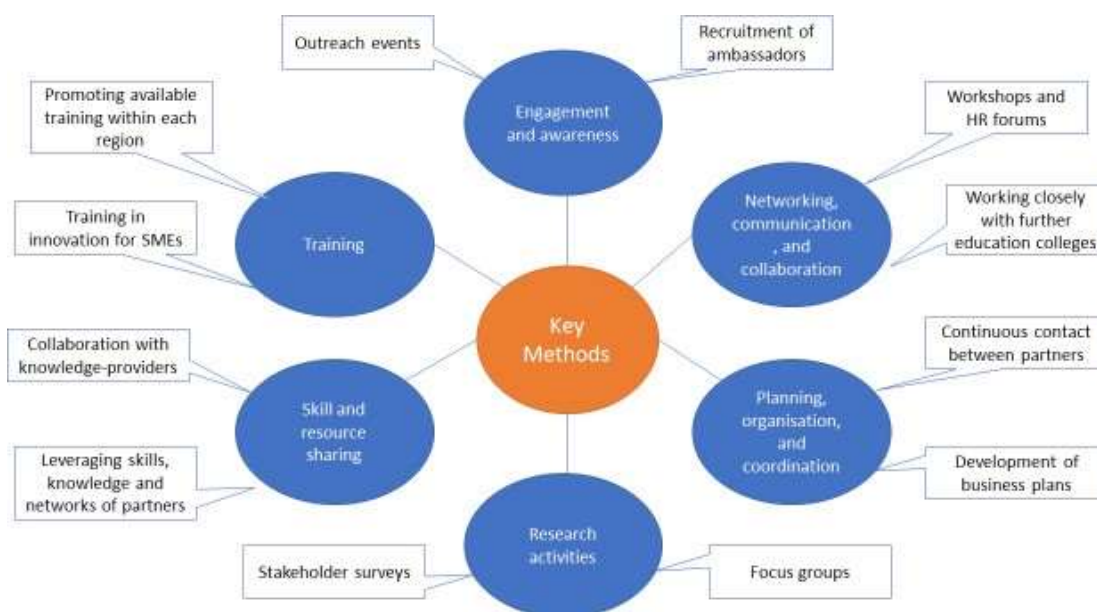 Outreach events
Recruitment of
ambassadors
Engagement
and awareness
Promoting available
training within each
region
Workshops and
HR forums
Training in
innovation for SMEs
Training
Networking,
communication
, and
collaboration
Working closely
with further
education colleges
Key
Methods
Collaboration with
knowledge-providers
Continuous contact
between partners
Skill and
resource
sharing
Planning,
organisation,
and
coordination
Leveraging skills,
knowledge and
networks of partners
Development of
business plans
Research
activities
Stakeholder surveys
Focus groups